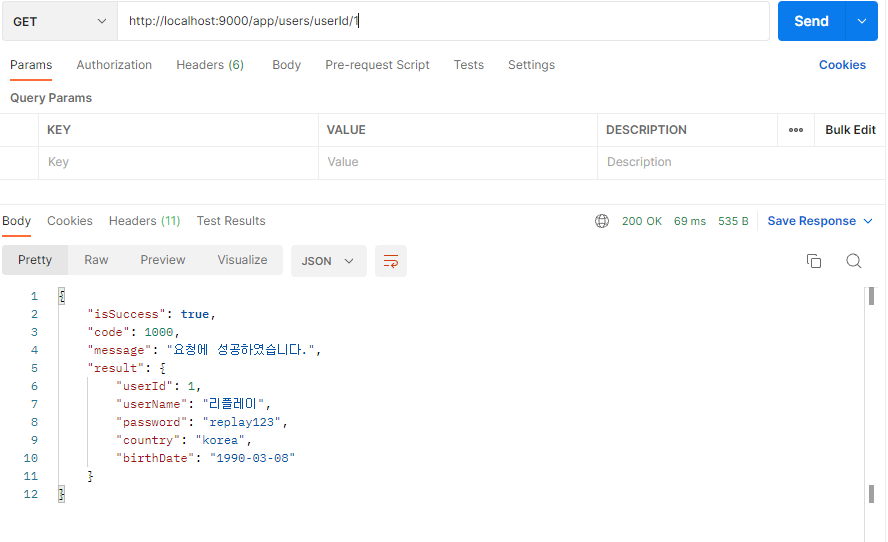 GET http://localhost:9000/app/users/userId/1 Send
Params Authorization Headers (6) Body Pre-request Script Tests Settings Cookies
Query Params
KEY VALUE DESCRIPTION ••• Bulk Edit
Key Value Description
Body Cookies Headers (11) Test Results 200 OK 69 ms 535 B Save Response
Pretty Raw Preview Visualize JSON
1 {
2 "isSuccess": true,
3 "code": 1000,
4 "message": "요청에 성공하였습니다.",
5 "result": {
6 "userId": 1,
7 "userName": "리플레이",
8 "password": "replay123",
9 "country": "korea",
10 "birthDate": "1990-03-08"
11 }
12 }